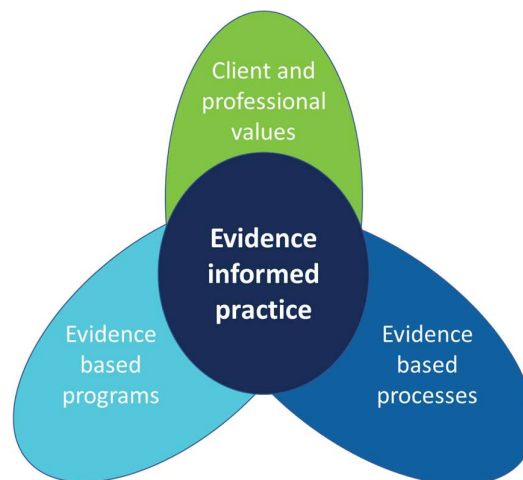 Client and
professional
values
Evidence
informed
practice
Evidence
based
programs
Evidence
based
processes